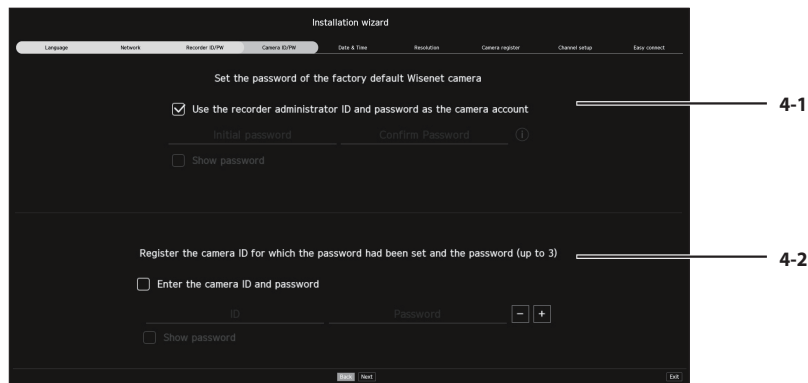 Installation wizard
Language Network Recorder ID/PW Camera ID/PW Date & Time Resolution Camera register Channel setup Easy connect
Set the password of the factory default Wisenet camera
Use the recorder administrator ID and password as the camera account
4-1
Initial password Confirm Password
Show password
Register the camera ID for which the password had been set and the password (up to 3)
4-2
Enter the camera ID and password
ID Password
Show password
Back Next Exit